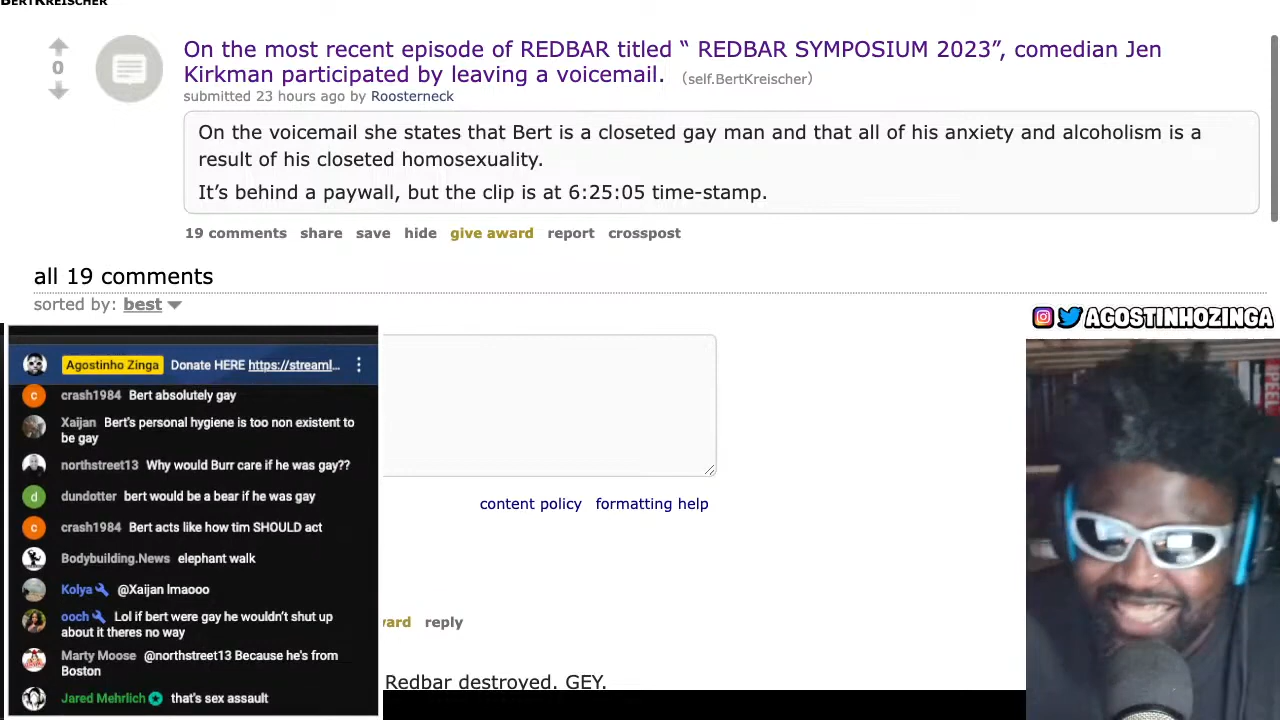 BERTKREISCHER
On the most recent episode of REDBAR titled “ REDBAR SYMPOSIUM 2023”, comedian Jen
Kirkman participated by leaving a voicemail. (self.BertKreischer)
0
submitted 23 hours ago by Roosterneck
On the voicemail she states that Bert is a closeted gay man and that all of his anxiety and alcoholism is a
result of his closeted homosexuality.
It’s behind a paywall, but the clip is at 6:25:05 time-stamp.
19 comments share save hide give award report crosspost
all 19 comments
sorted by: best
AGOSTINHOZINGA
Agostinho Zinga Donate HERE https://streaml...
c crash1984 Bert absolutely gay
Xaijan Bert's personal hygiene is too non existent to
be gay
northstreet13 Why would Burr care if he was gay??
d dundotter bert would be a bear if he was gay
c crash1984 Bert acts like how tim SHOULD act
Bodybuilding.News elephant walk
Kolya @Xaijan lmaooo
ooch Lol if bert were gay he wouldn’t shut up
about it theres no way
Marty Moose @northstreet13 Because he's from
Boston
Jared Mehrlich that's sex assault
content policy formatting help
ward reply
Redbar destroyed. GEY.
PEEL